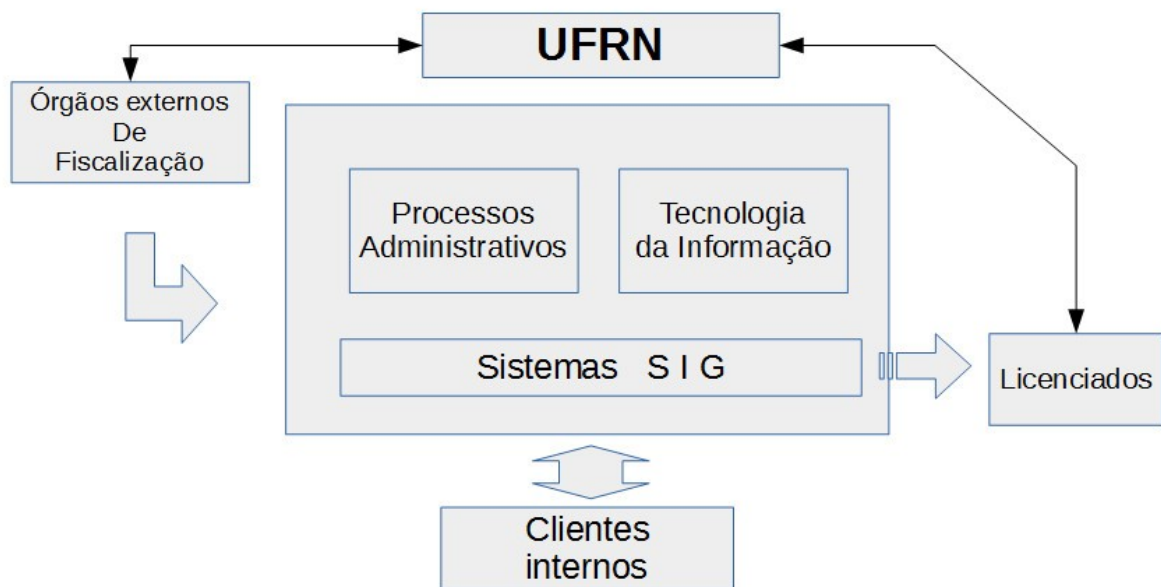 UFRN
Órgãos externos
De
Fiscalização
Processos
Administrativos
Tecnologia
da Informação
Sistemas S I G
Licenciados
Clientes
internos